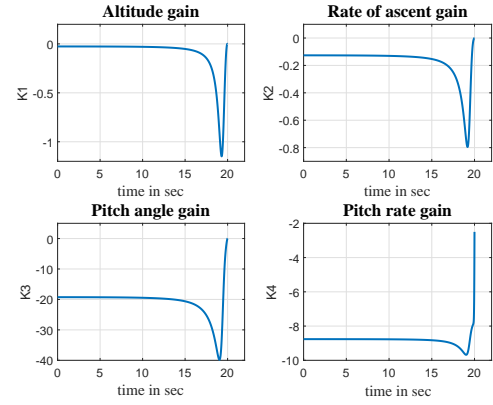 Altitude gain
0
-0.5
-1
K1
0 5 10 15 20
time in sec
Rate of ascent gain
0
-0.2
-0.4
-0.6
-0.8
K2
0 5 10 15 20
time in sec
Pitch angle gain
0
-10
-20
-30
-40
K3
0 5 10 15 20
time in sec
Pitch rate gain
-2
-4
-6
-8
-10
K4
0 5 10 15 20
time in sec